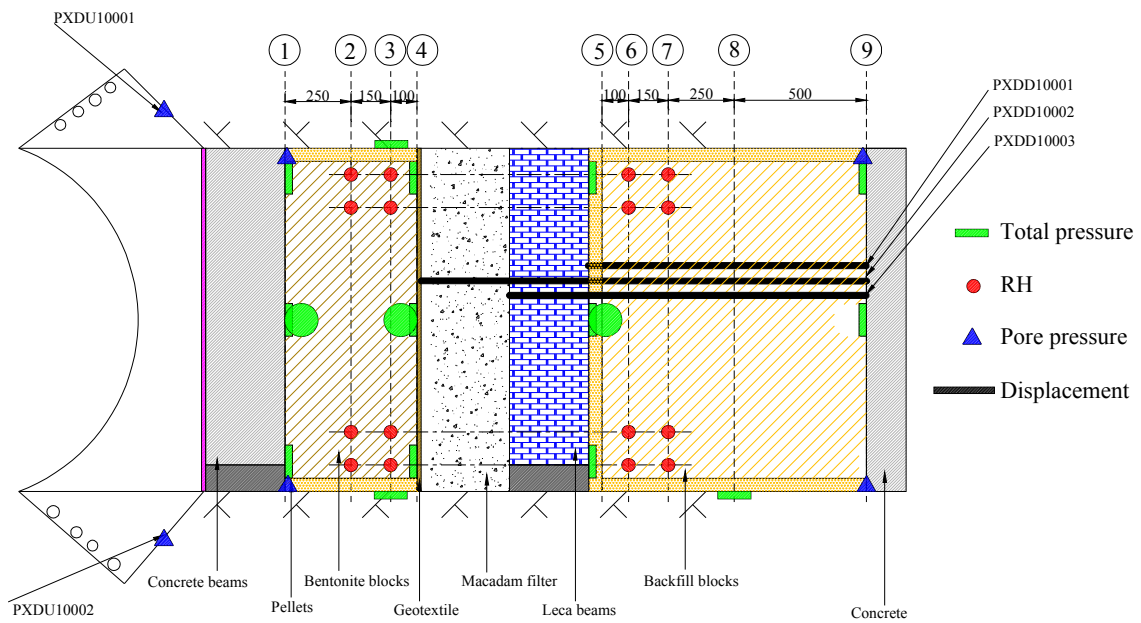 PXDU10001
1
2
3
4
5
6
7
8
9
250
150
100
100
150
250
500
PXDD10001
PXDD10002
PXDD10003
Total pressure
RH
Pore pressure
Displacement
Concrete beams
Bentonite blocks
Macadam filter
Backfill blocks
PXDU10002
Pellets
Geotextile
Leca beams
Concrete